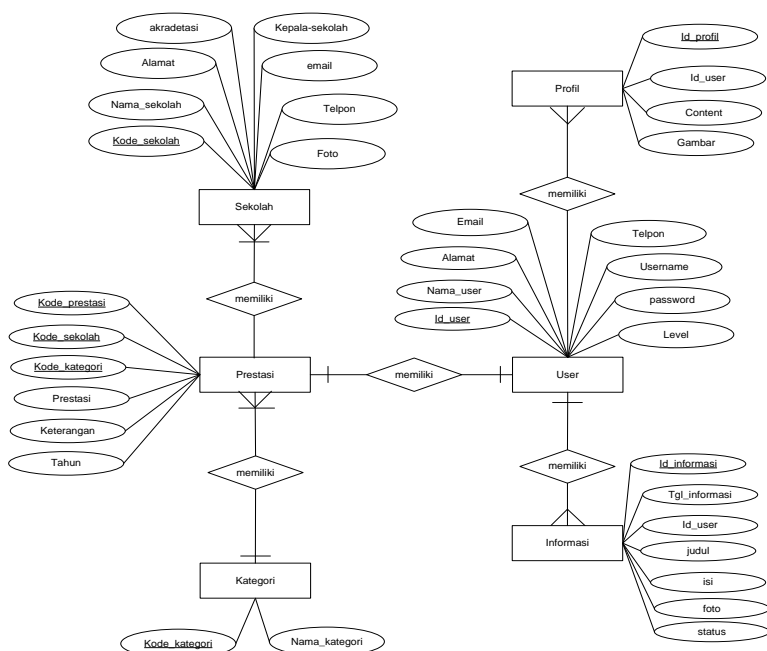 akradetasi
Kepala-sekolah
Alamat
email
Nama_sekolah
Telpon
Kode_sekolah
Foto
Sekolah
Id_profil
Id_user
Profil
Content
Gambar
memiliki
Email
Telpon
Alamat
Username
Nama_user
password
Id_user
Level
memiliki
Kode_prestasi
Kode_sekolah
Kode_kategori
Prestasi
Keterangan
Tahun
Prestasi
memiliki
User
memiliki
memiliki
Id_informasi
Tgl_informasi
Id_user
Informasi
judul
isi
foto
status
Kategori
Kode_kategori
Nama_kategori